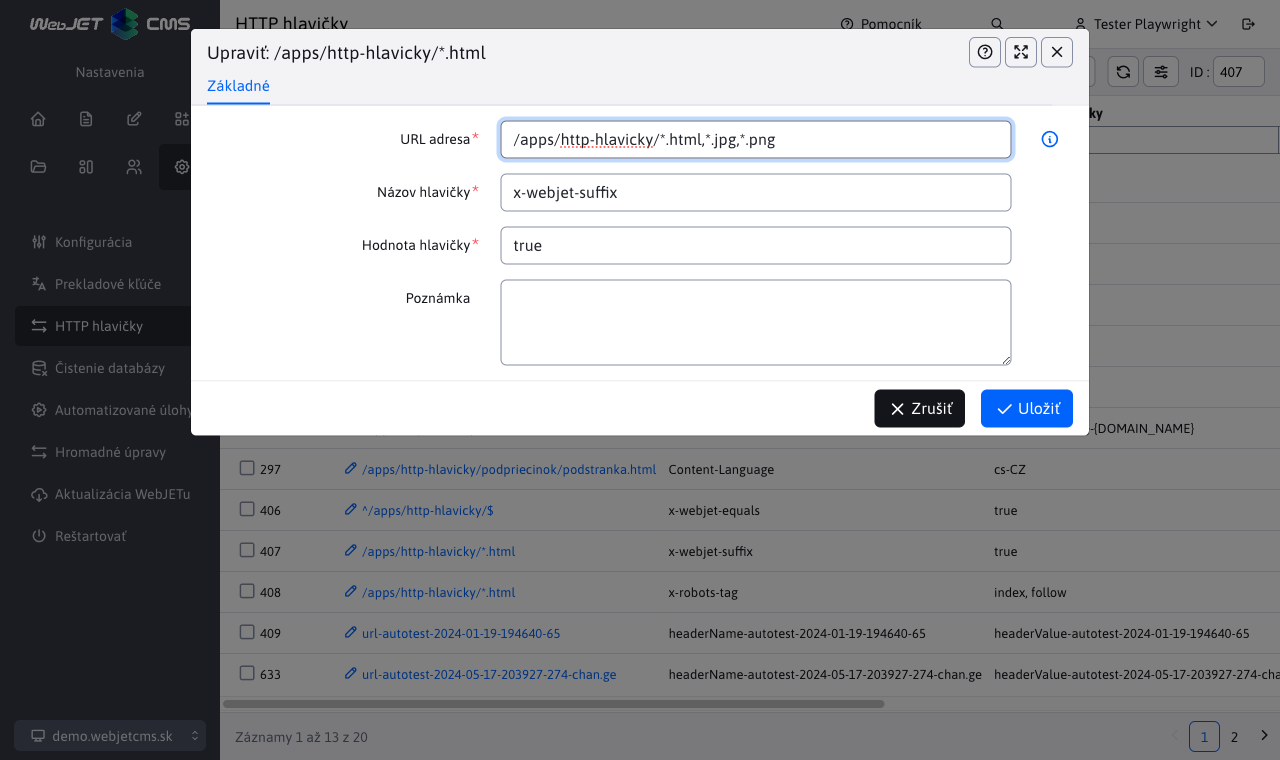 WebJET CMS
HTTP hlavičky
Pomocník
Tester Playwright
Nastavenia
Upraviť: /apps/http-hlavicky/*.html
ID : 407
Základné
URL adresa*
/apps/http-hlavicky/*.html,*.jpg,*.png
Názov hlavičky*
x-webjet-suffix
Hodnota hlavičky*
true
Poznámka
Zrušiť
Uložiť
Konfigurácia
Prekladové kľúče
HTTP hlavičky
Čistenie databázy
Automatizované úlohy
Hromadné úpravy
Aktualizácia WebJETu
Reštartovať
ky
-{DOMAIN_NAME}
297 /apps/http-hlavicky/podpriecinok/podstranka.html Content-Language cs-CZ
406 ^/apps/http-hlavicky/$ x-webjet-equals true
407 /apps/http-hlavicky/*.html x-webjet-suffix true
408 /apps/http-hlavicky/*.html x-robots-tag index, follow
409 url-autotest-2024-01-19-194640-65 headerName-autotest-2024-01-19-194640-65 headerValue-autotest-2024-01-19-194640-65
633 url-autotest-2024-05-17-203927-274-chan.ge headerName-autotest-2024-05-17-203927-274-chan.ge headerValue-autotest-2024-05-17-203927-274-cha
demo.webjetcms.sk
Záznamy 1 až 13 z 20
1 2